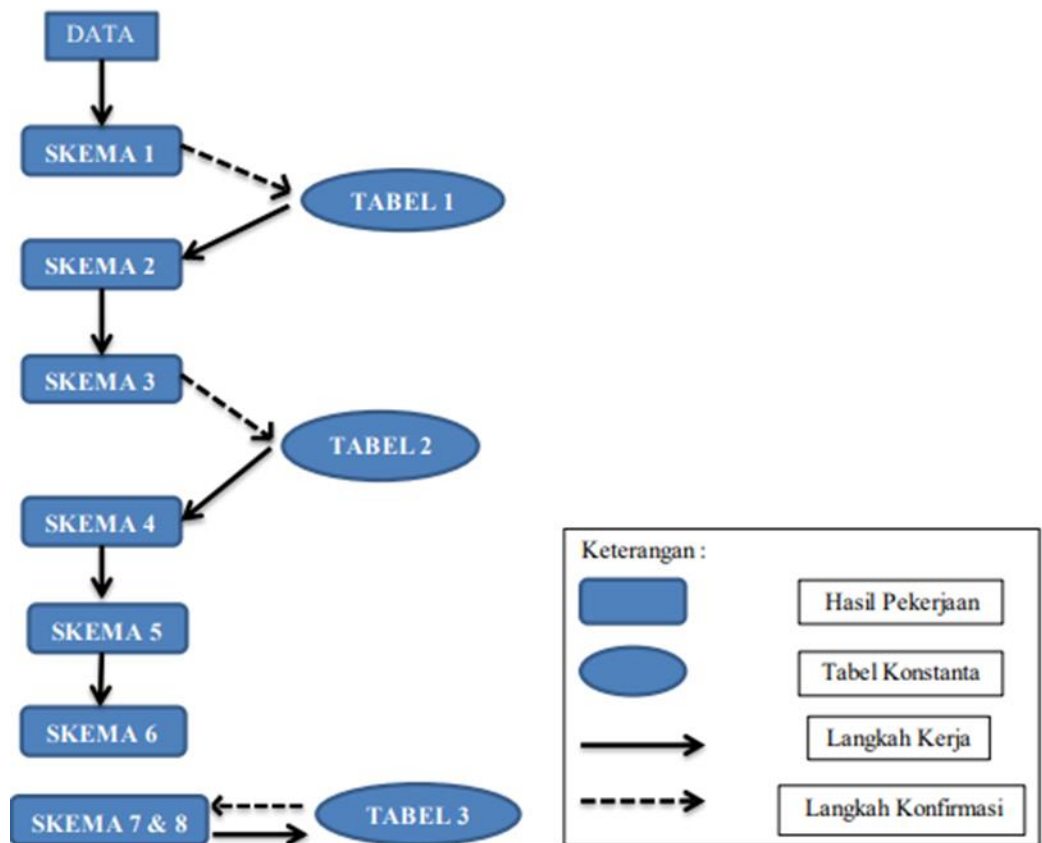 DATA
SKEMA 1
TABEL 1
SKEMA 2
SKEMA 3
TABEL 2
SKEMA 4
SKEMA 5
SKEMA 6
SKEMA 7 & 8
TABEL 3
Keterangan :
Hasil Pekerjaan
Tabel Konstanta
Langkah Kerja
Langkah Konfirmasi